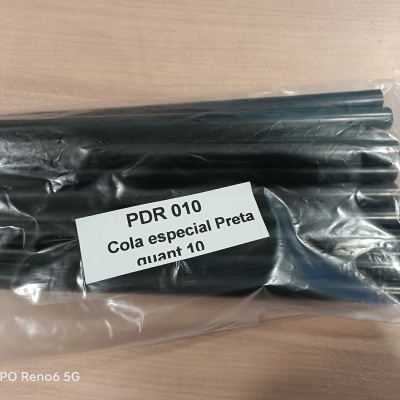 PDR 010
Cola especial Preta
quant 10
PO Reno6 5G